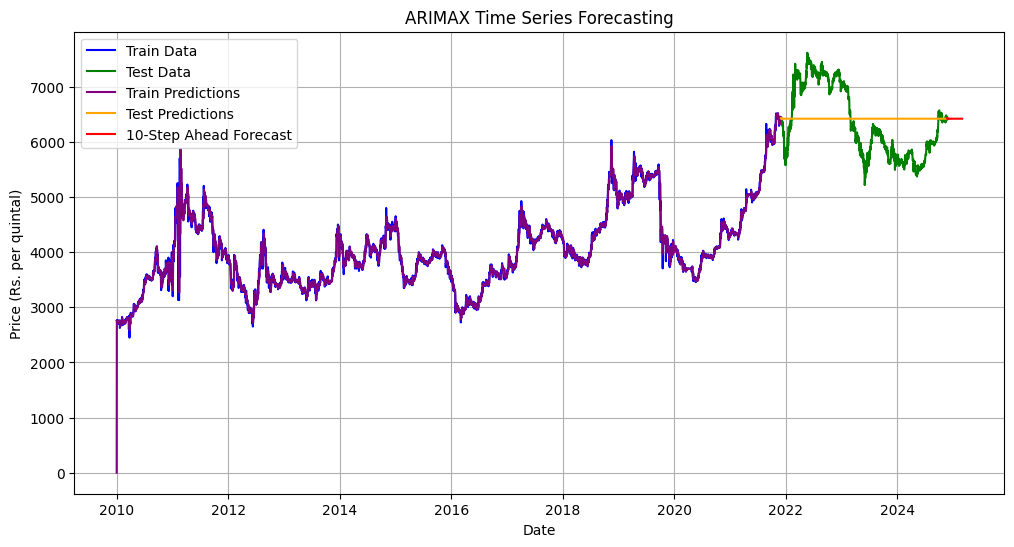 ARIMAX Time Series Forecasting
Train Data
Test Data
Train Predictions
Test Predictions
10-Step Ahead Forecast
Price (Rs. per quintal)
7000
6000
5000
4000
3000
2000
1000
0
2010 2012 2014 2016 2018 2020 2022 2024
Date